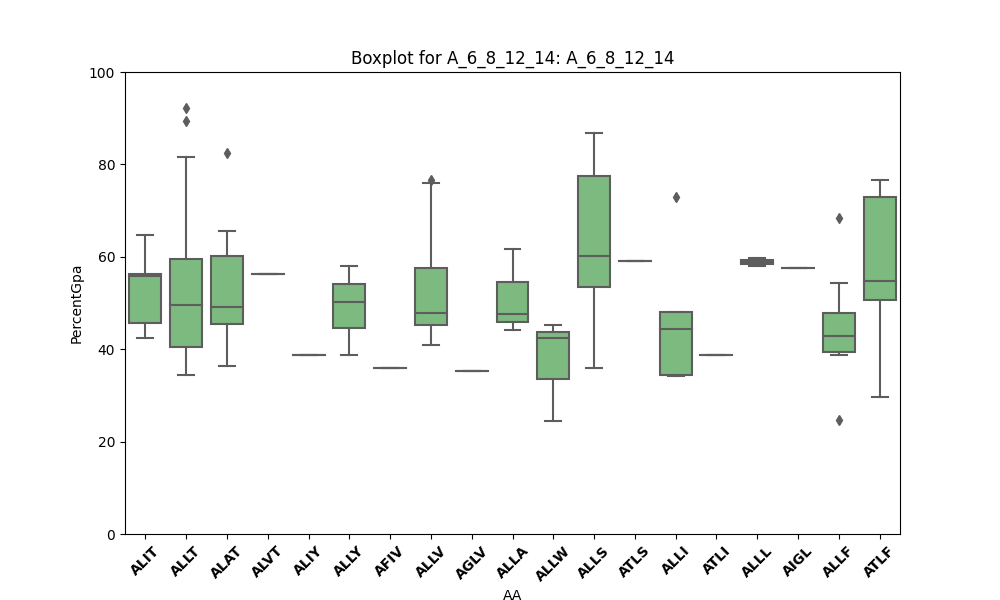 Boxplot for A_6_8_12_14: A_6_8_12_14
100
80
60
40
20
0
PercentGpa
ALIT ALLT ALAT ALVT ALIY ALLY AFIV ALLV AGLV ALLA ALLW ALLS ATLS ALLI ATLI ALLL AIGL ALLF ATLF
AA